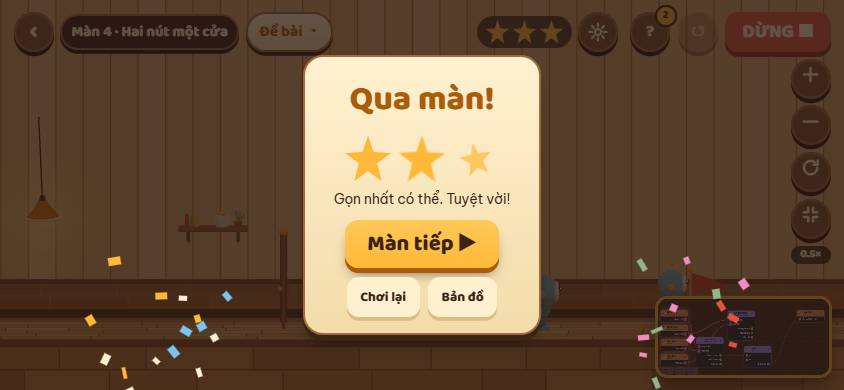 Màn 4 · Hai nút một cửa
Đề bài
2
?
DỪNG
Qua màn!
Gọn nhất có thể. Tuyệt vời!
Màn tiếp
Chơi lại
Bản đồ
0.5x